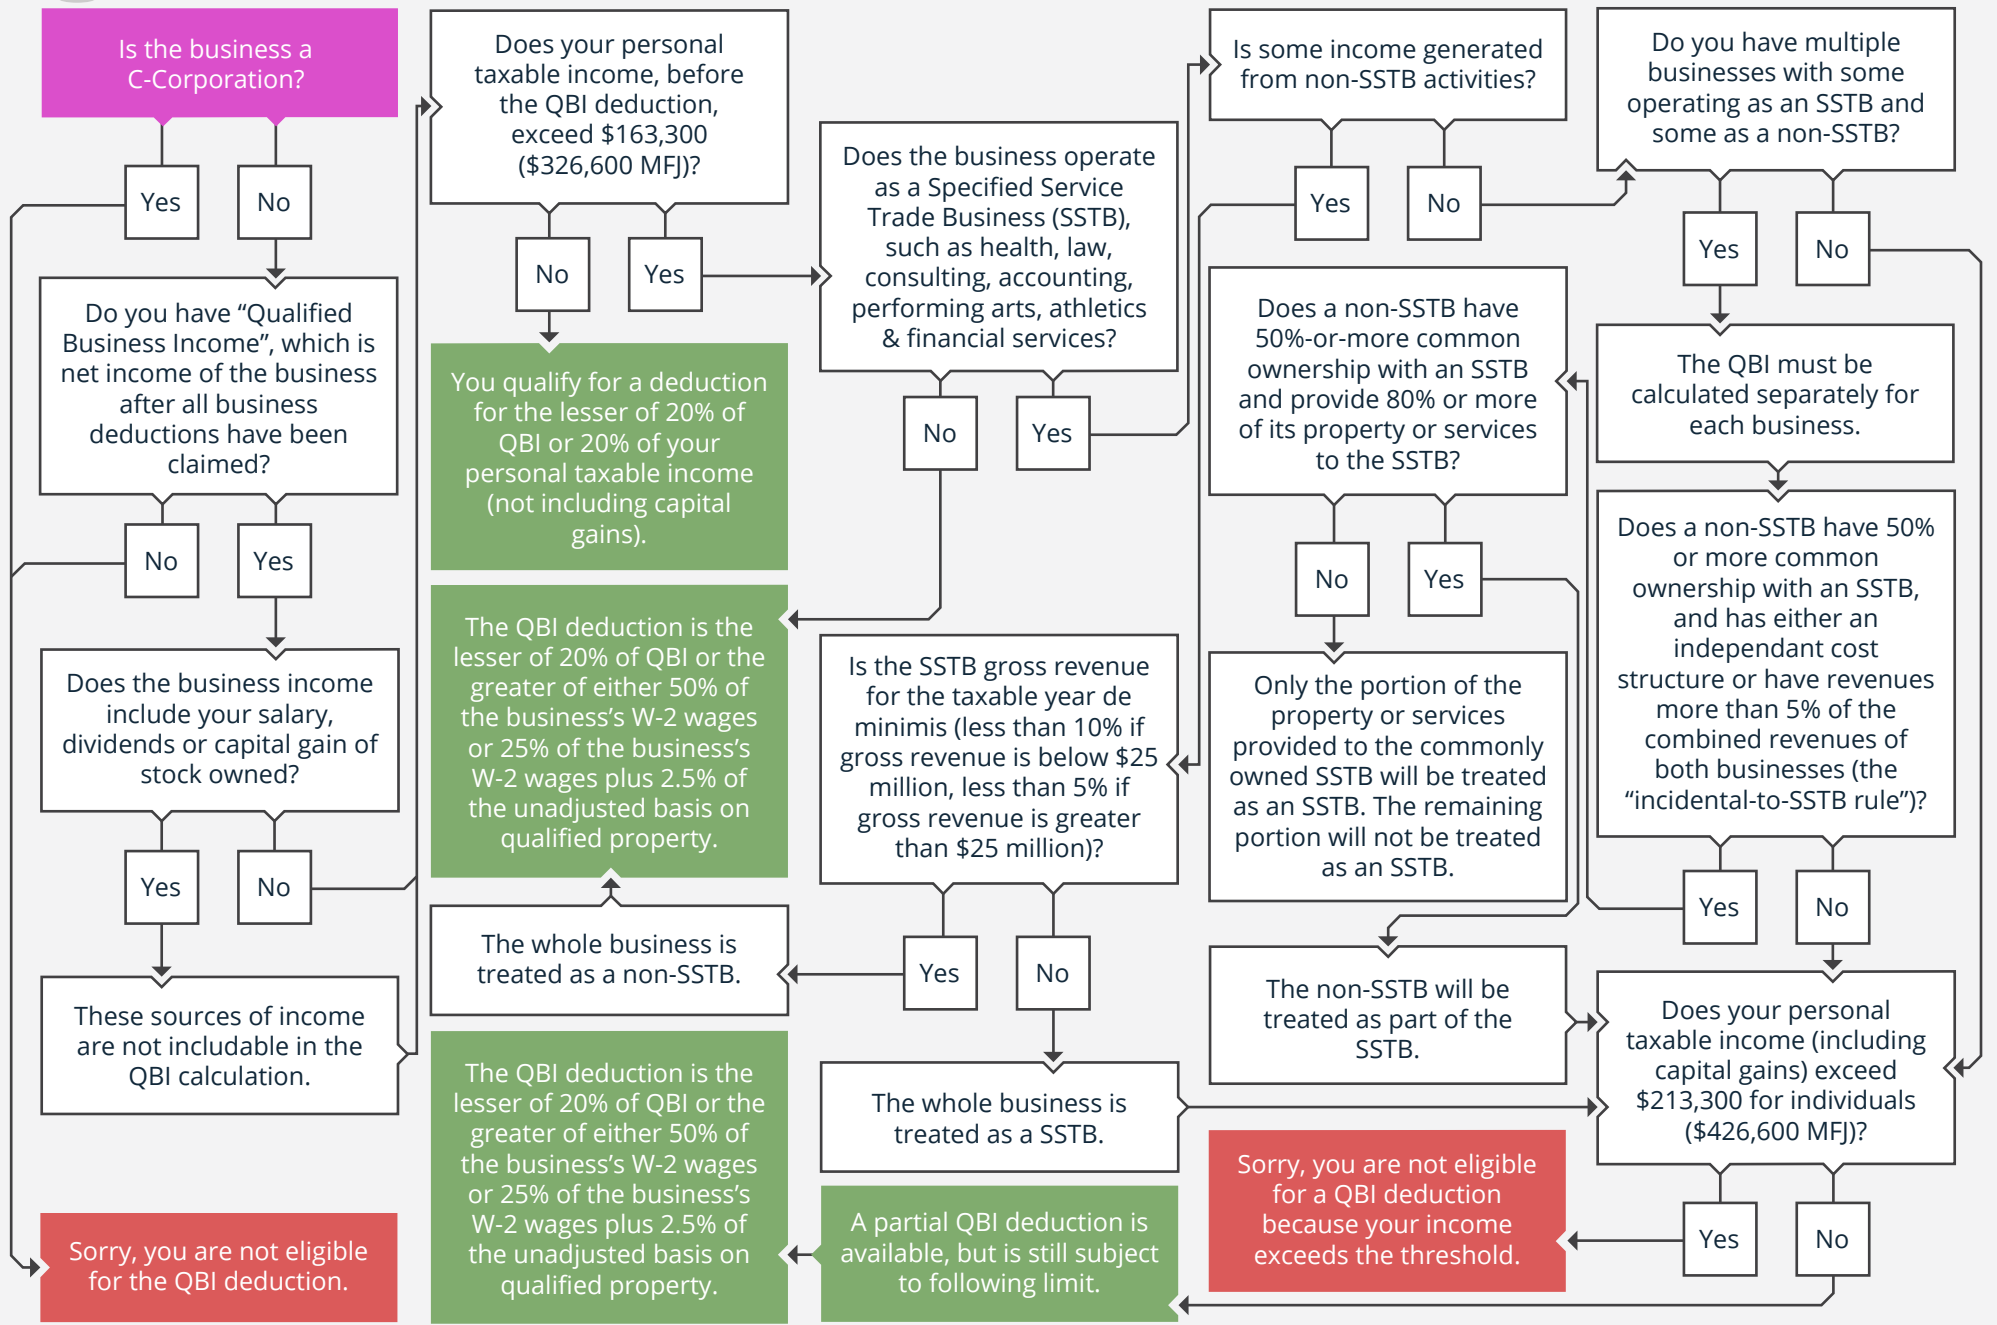 Is the business a
C-Corporation?
Yes
No
Do you have “Qualified
Business Income”, which is
net income of the business
after all business
deductions have been
claimed?
No
Yes
Does the business income
include your salary,
dividends or capital gain of
stock owned?
Yes
No
These sources of income
are not includable in the
QBI calculation.
Sorry, you are not eligible
for the QBI deduction.
Does your personal
taxable income, before
the QBI deduction,
exceed $163,300
($326,600 MFJ)?
No
Yes
You qualify for a deduction
for the lesser of 20% of
QBI or 20% of your
personal taxable income
(not including capital
gains).
The QBI deduction is the
lesser of 20% of QBI or the
greater of either 50% of
the business’s W-2 wages
or 25% of the business’s
W-2 wages plus 2.5% of
the unadjusted basis on
qualified property.
The whole business is
treated as a non-SSTB.
The QBI deduction is the
lesser of 20% of QBI or the
greater of either 50% of
the business’s W-2 wages
or 25% of the business’s
W-2 wages plus 2.5% of
the unadjusted basis on
qualified property.
Does the business operate
as a Specified Service
Trade Business (SSTB),
such as health, law,
consulting, accounting,
performing arts, athletics
& financial services?
No
Yes
Is the SSTB gross revenue
for the taxable year de
minimis (less than 10% if
gross revenue is below $25
million, less than 5% if
gross revenue is greater
than $25 million)?
Yes
No
The whole business is
treated as a SSTB.
A partial QBI deduction is
available, but is still subject
to following limit.
Is some income generated
from non-SSTB activities?
Yes
No
Does a non-SSTB have
50%-or-more common
ownership with an SSTB
and provide 80% or more
of its property or services
to the SSTB?
No
Yes
Only the portion of the
property or services
provided to the commonly
owned SSTB will be treated
as an SSTB. The remaining
portion will not be treated
as an SSTB.
The non-SSTB will be
treated as part of the
SSTB.
Sorry, you are not eligible
for a QBI deduction
because your income
exceeds the threshold.
Do you have multiple
businesses with some
operating as an SSTB and
some as a non-SSTB?
Yes
No
The QBI must be
calculated separately for
each business.
Does a non-SSTB have 50%
or more common
ownership with an SSTB,
and has either an
independant cost
structure or have revenues
more than 5% of the
combined revenues of
both businesses (the
“incidental-to-SSTB rule”)?
Yes
No
Does your personal
taxable income (including
capital gains) exceed
$213,300 for individuals
($426,600 MFJ)?
Yes
No